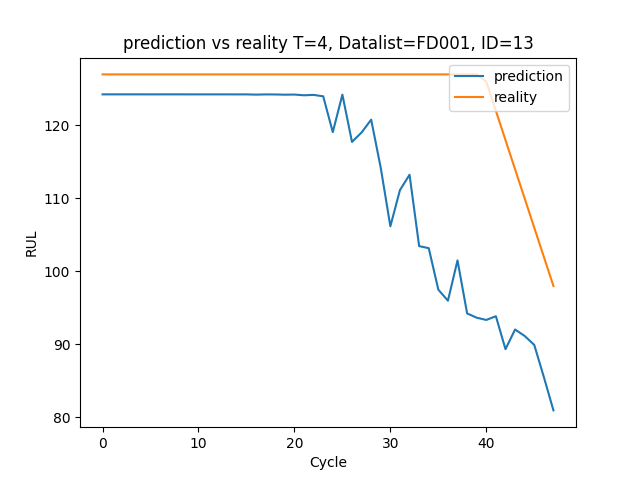 prediction vs reality T=4, Datalist=FD001, ID=13
prediction
reality
120
110
100
90
80
RUL
0 10 20 30 40
Cycle